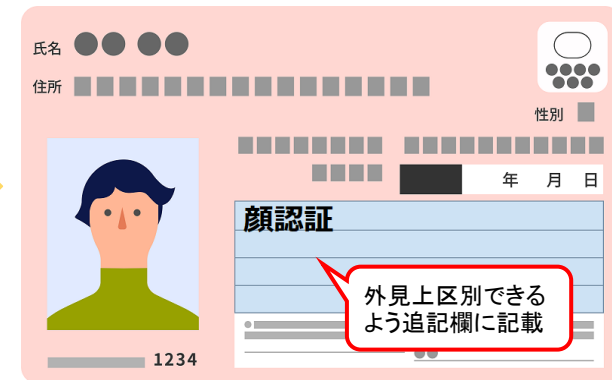 氏名
住所
性別
年 月 日
顔認証
外見上区別できる
よう追記欄に記載
1234